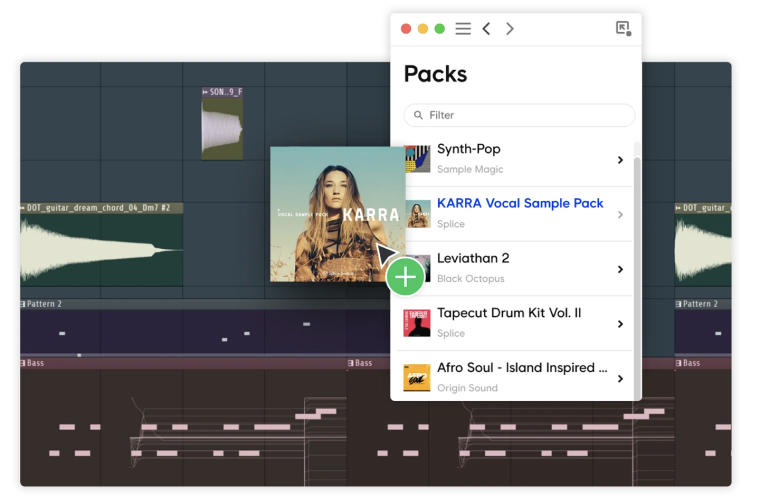 Packs
Filter
SON..9_F
Synth-Pop
Sample Magic
KARRA Vocal Sample Pack
Splice
DOT_guitar_dream_chord_04_Dm7 #2
VOCAL SAMPLE PACK
KARRA
DOT_guitar_
Leviathan 2
Black Octopus
Pattern 2
Pattern 2
Tapecut Drum Kit Vol. II
Splice
Bass
Bass
Bass
Afro Soul - Island Inspired ...
Origin Sound